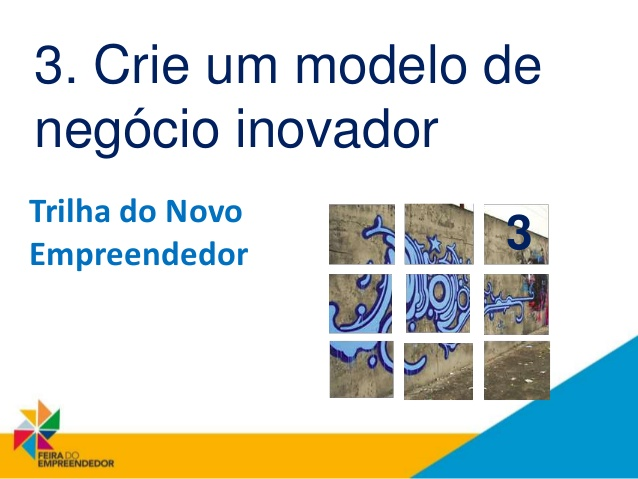 3. Crie um modelo de
negócio inovador
Trilha do Novo
Empreendedor
3
FEIRA DO
EMPREENDEDOR